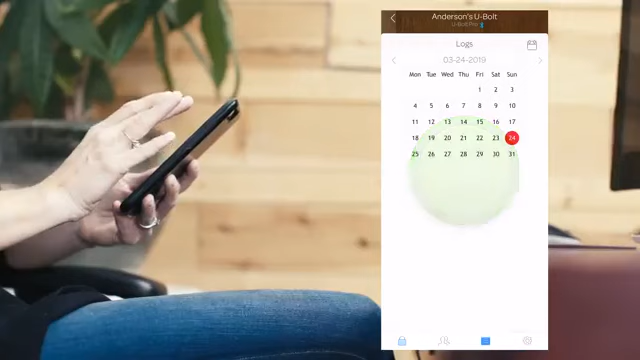 Anderson's U-Bolt
U-Bolt Pro
Logs
03-24-2019
Mon Tue Wed Thu Fri Sat Sun
1 2 3
4 5 6 7 8 9 10
11 12 13 14 15 16 17
18 19 20 21 22 23 24
25 26 27 28 29 30 31